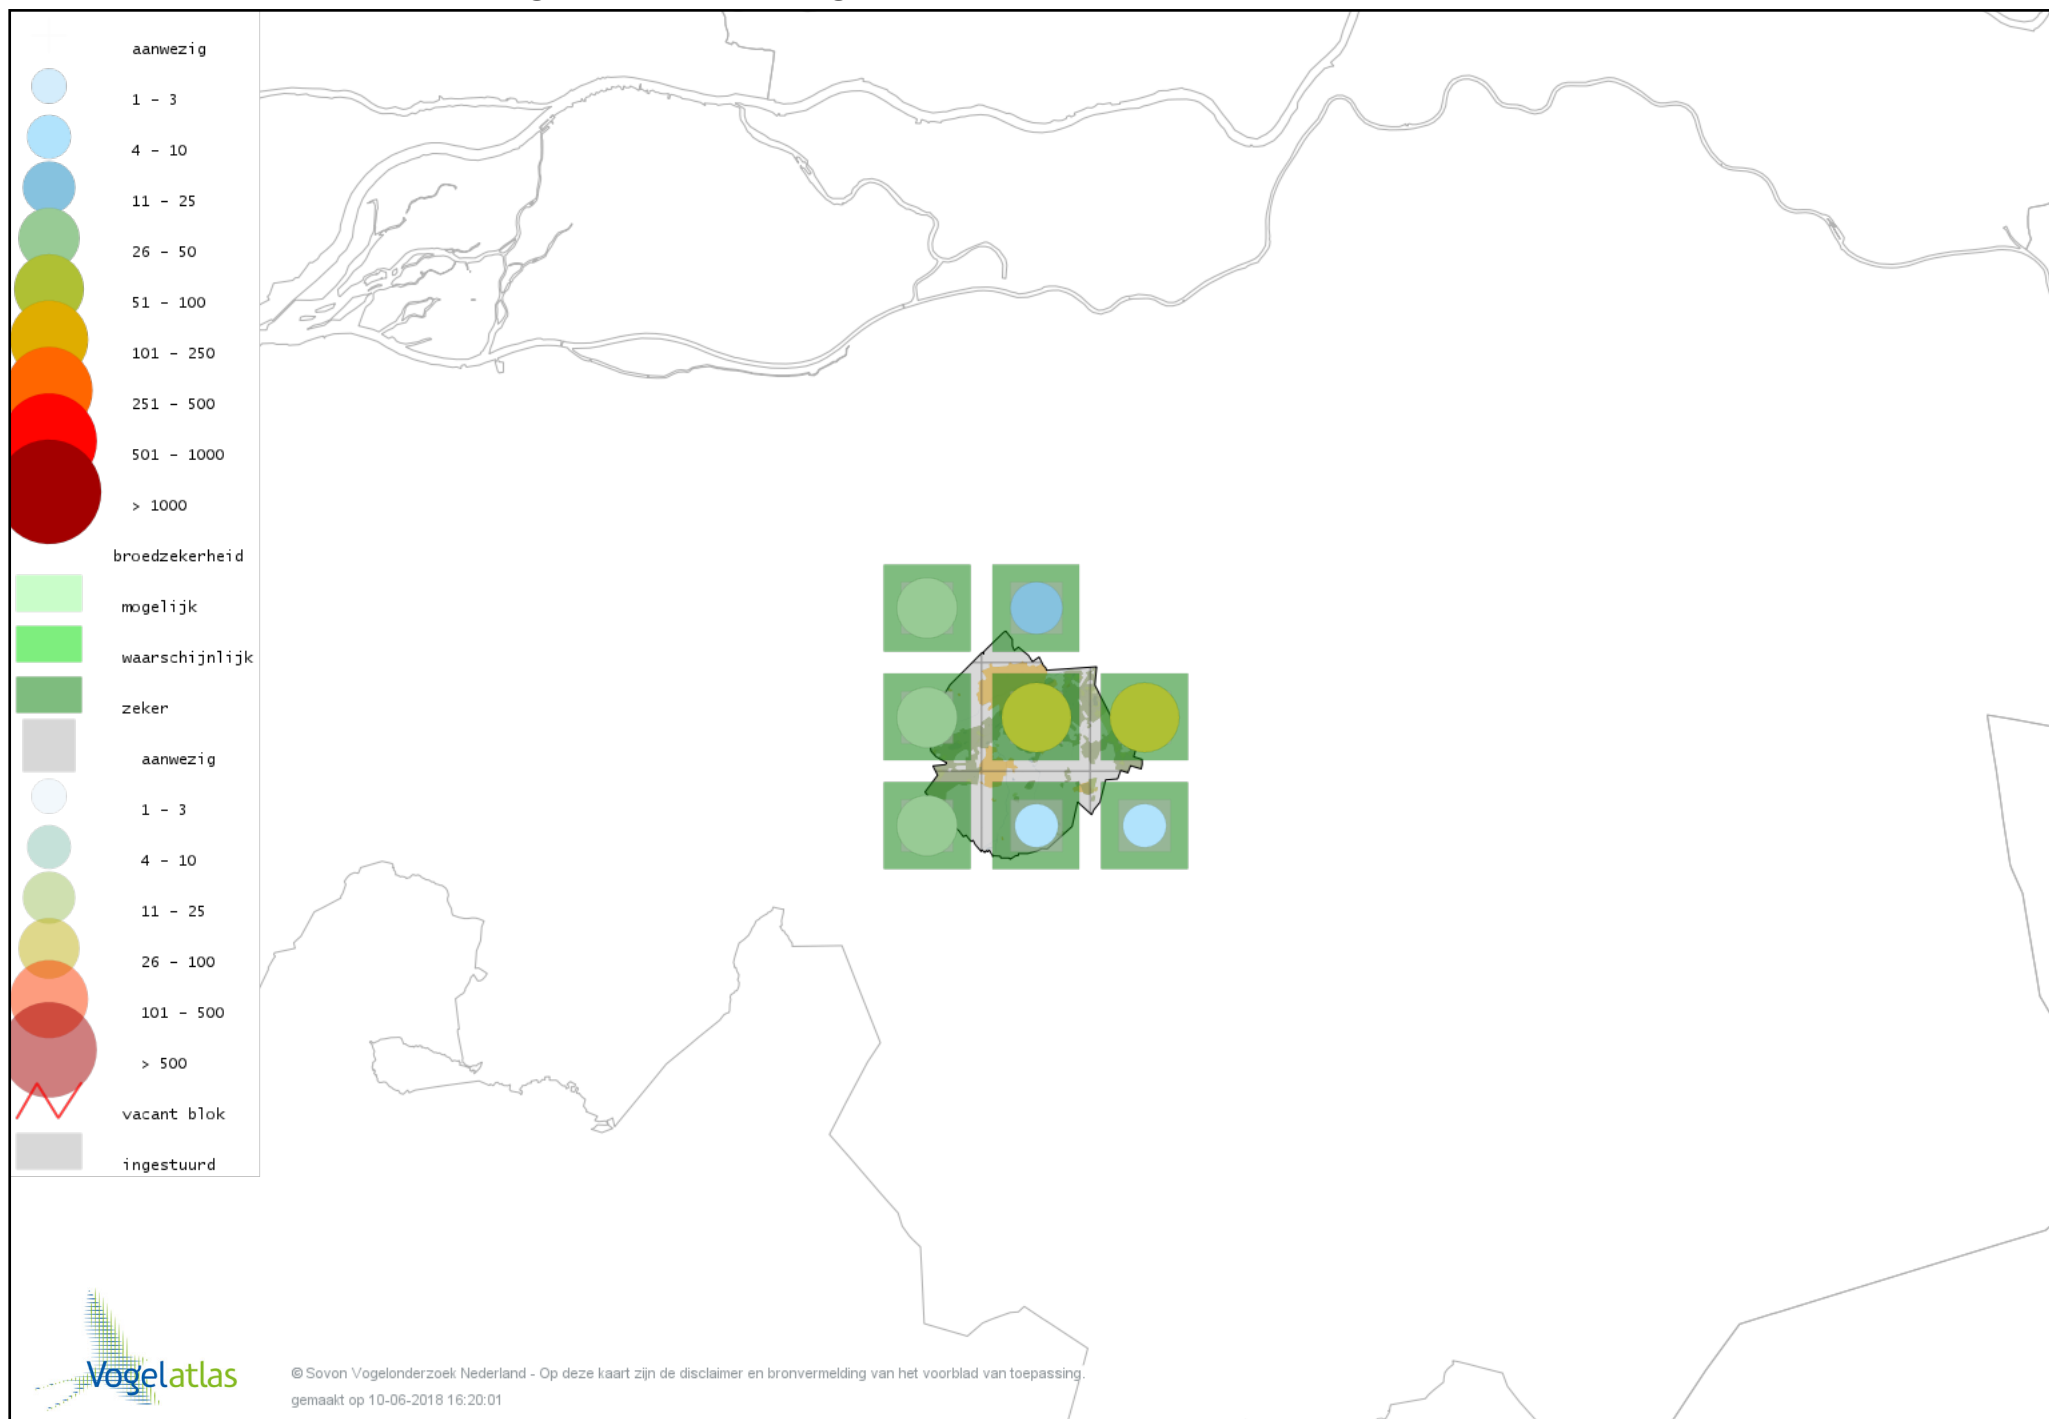 aanwezig
1 - 3
4 - 10
11 - 25
26 - 50
51 - 100
101 - 250
251 - 500
501 - 1000
> 1000
broedzekerheid
mogelijk
waarschijnlijk
zeker
aanwezig
1 - 3
4 - 10
11 - 25
26 - 100
101 - 500
> 500
vacant blok
ingestuurd
Vogelatlas
© Sovon Vogelonderzoek Nederland - Op deze kaart zijn de disclaimer en bronvermelding van het voorblad van toepassing.
gemaakt op 10-06-2018 16:20:01